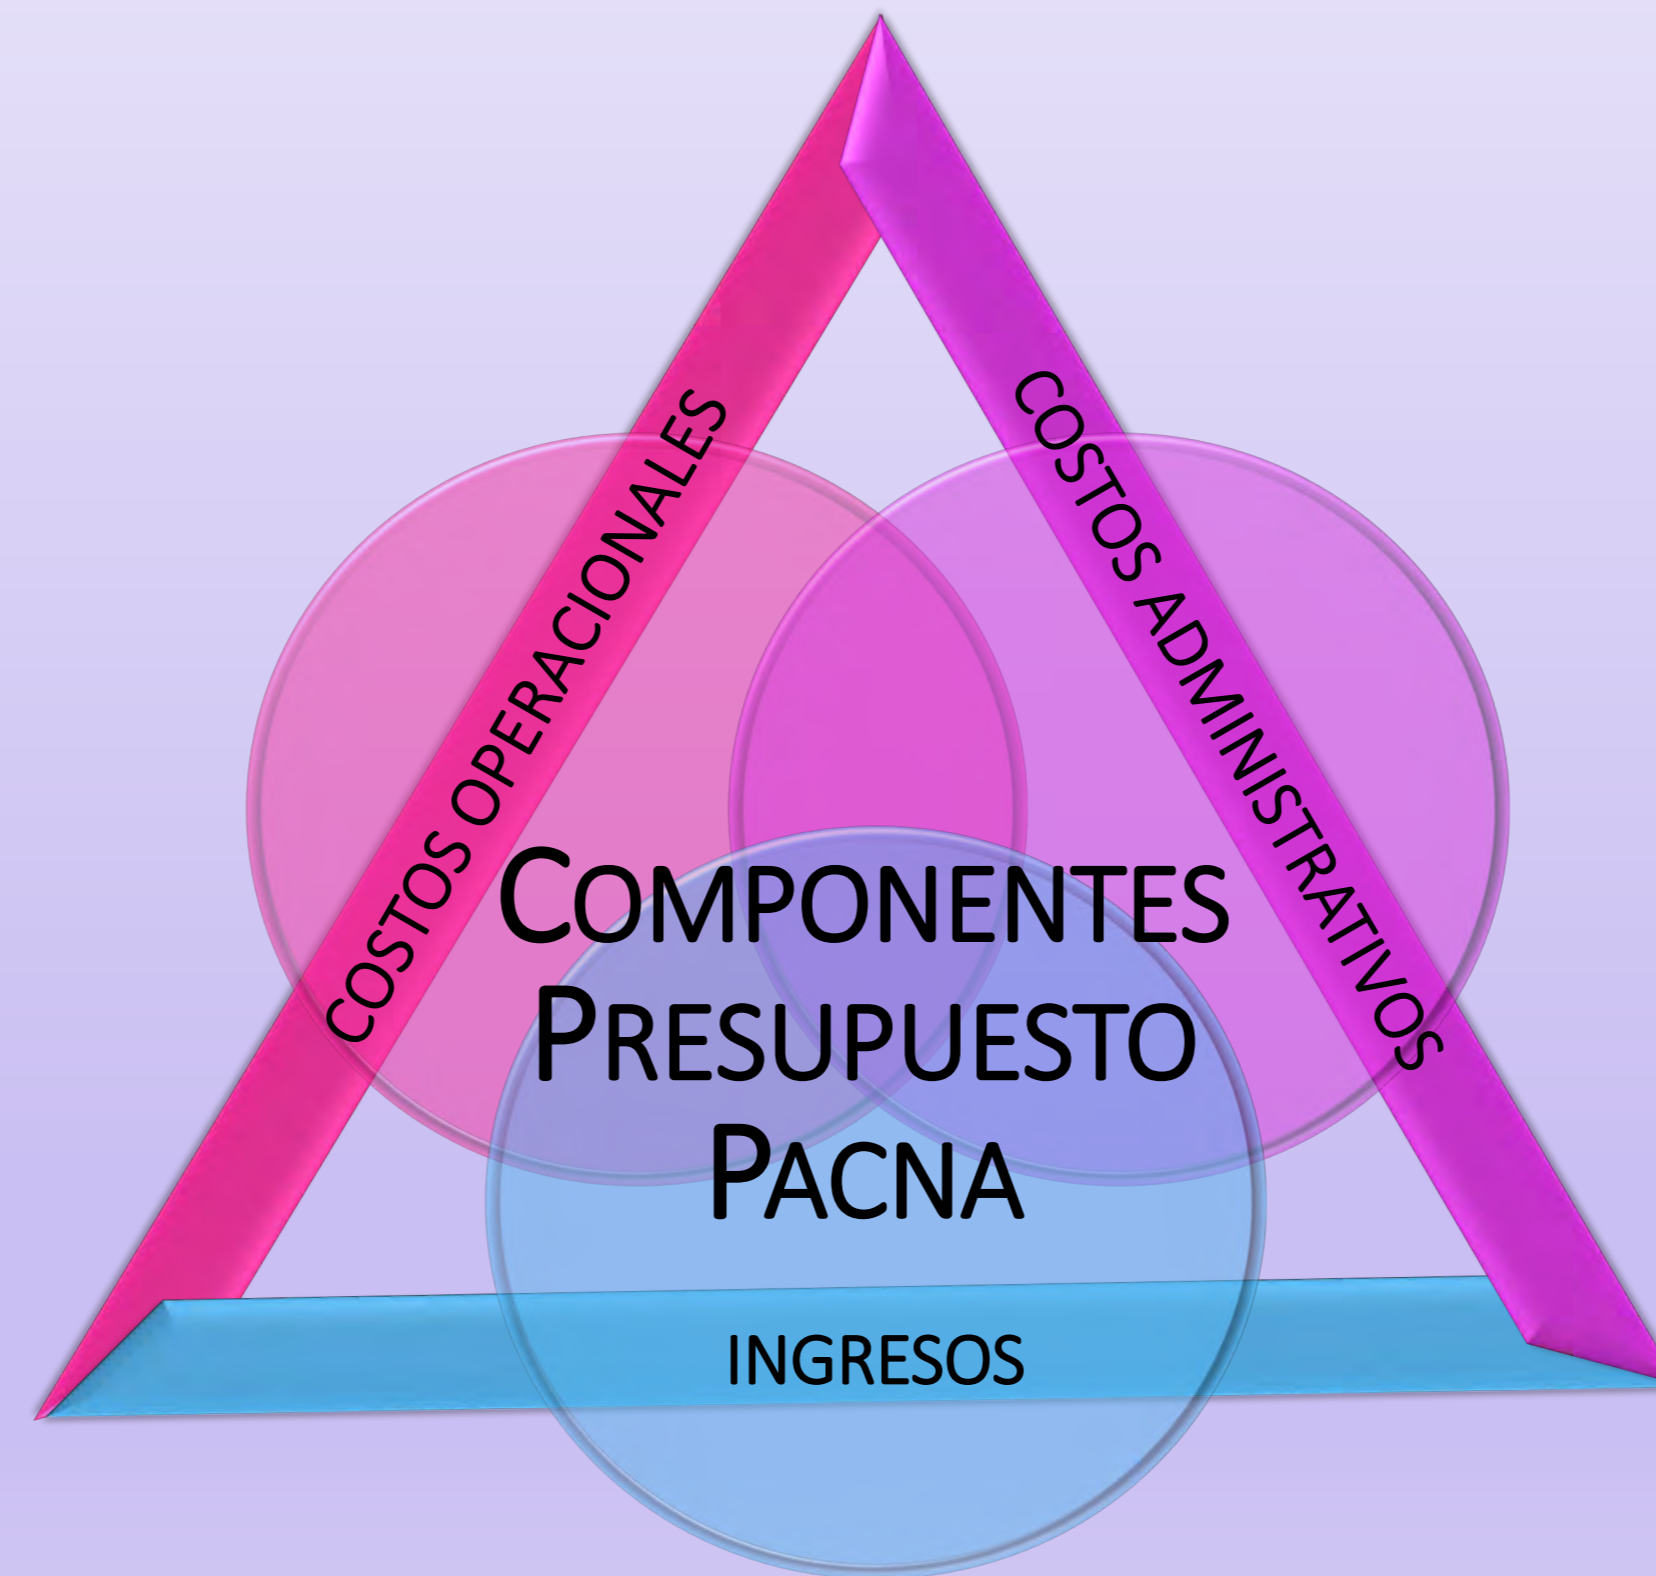 COSTOS OPERACIONALES
COSTOS ADMINISTRATIVOS
COMPONENTES
PRESUPUESTO
PACNA
INGRESOS